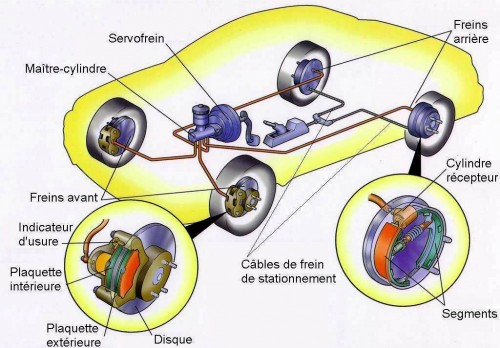 Servofrein
Freins
arrière
Maître-cylindre
Freins avant
Cylindre
récepteur
Indicateur
d'usure
Plaquette
intérieure
Câbles de frein
de stationnement
Segments
Plaquette
extérieure
Disque